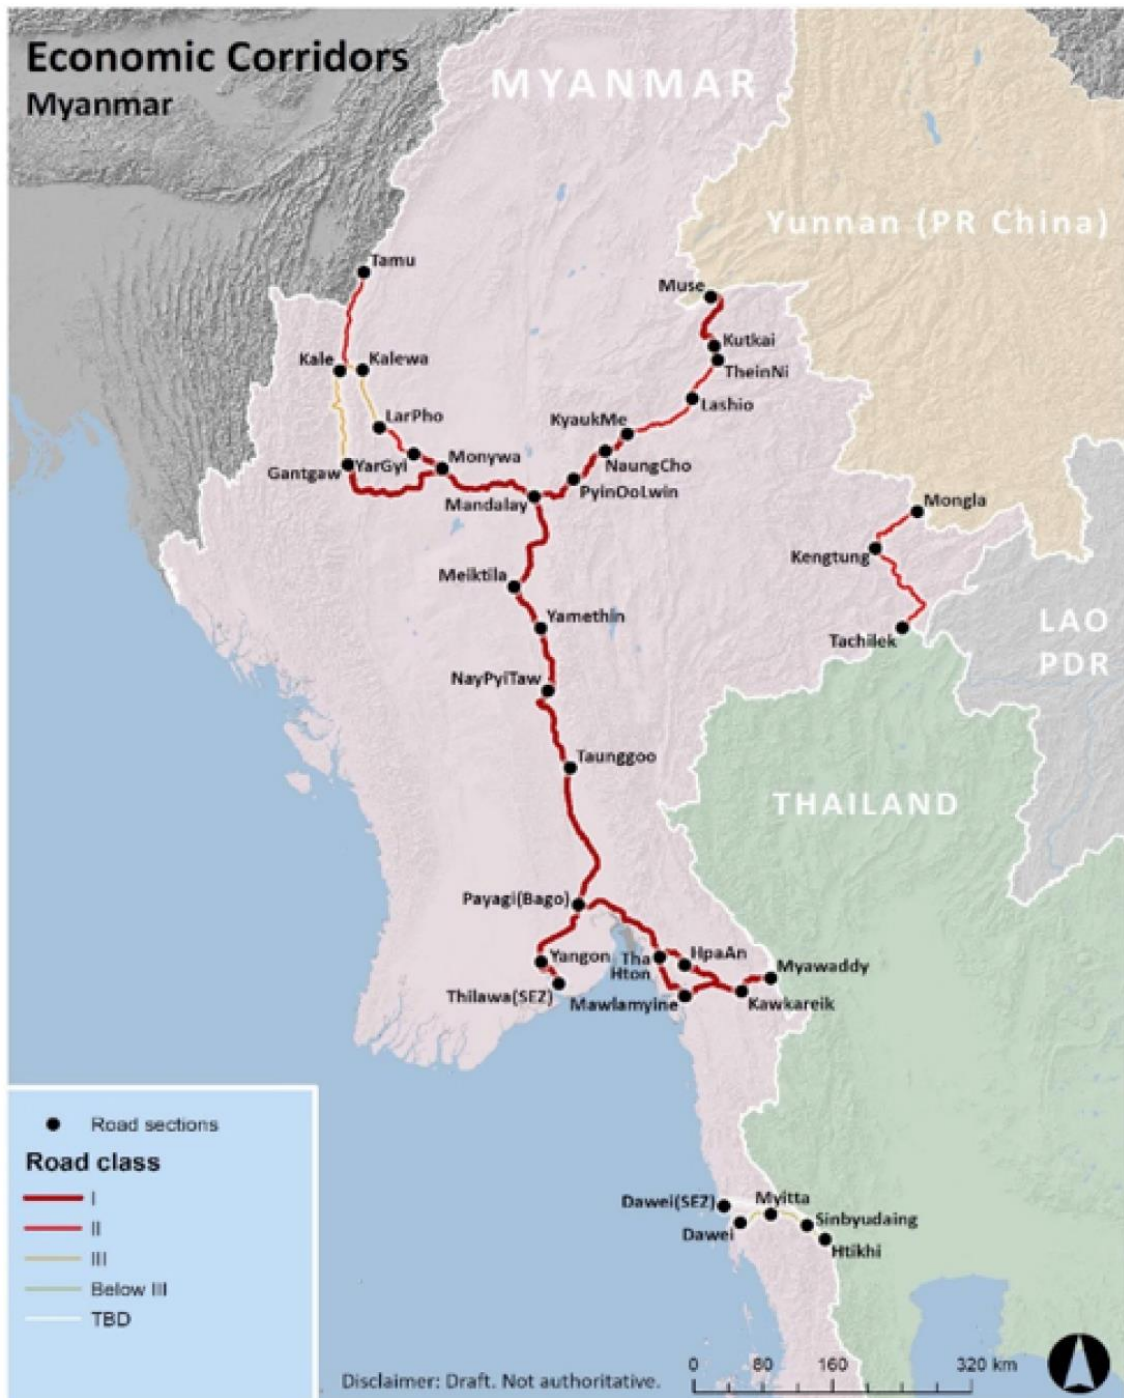 Economic Corridors
Myanmar
MYANMAR
Yunnan (PR China)
Tamu
Muse
Kutkai
Kale
Kalewa
TheinNi
Lashio
LarPho
KyaukMe
Monywa
NaungCho
Gantgaw
YarGyi
PyinOoLwin
Mandalay
Mongla
Kengtung
Meiktila
Yamethin
LAO
PDR
Tachilek
NayPyiTaw
Taunggoo
THAILAND
Payagi(Bago)
Yangon
Tha
Hton
HpaAn
Myawaddy
Thilawa(SEZ)
Mawlamyine
Kawkareik
Road sections
Road class
I
II
III
Below III
TBD
Dawei(SEZ)
Myitta
Dawei
Sinbyudaing
Htikhi
0 80 160 320 km
Disclaimer: Draft. Not authoritative.